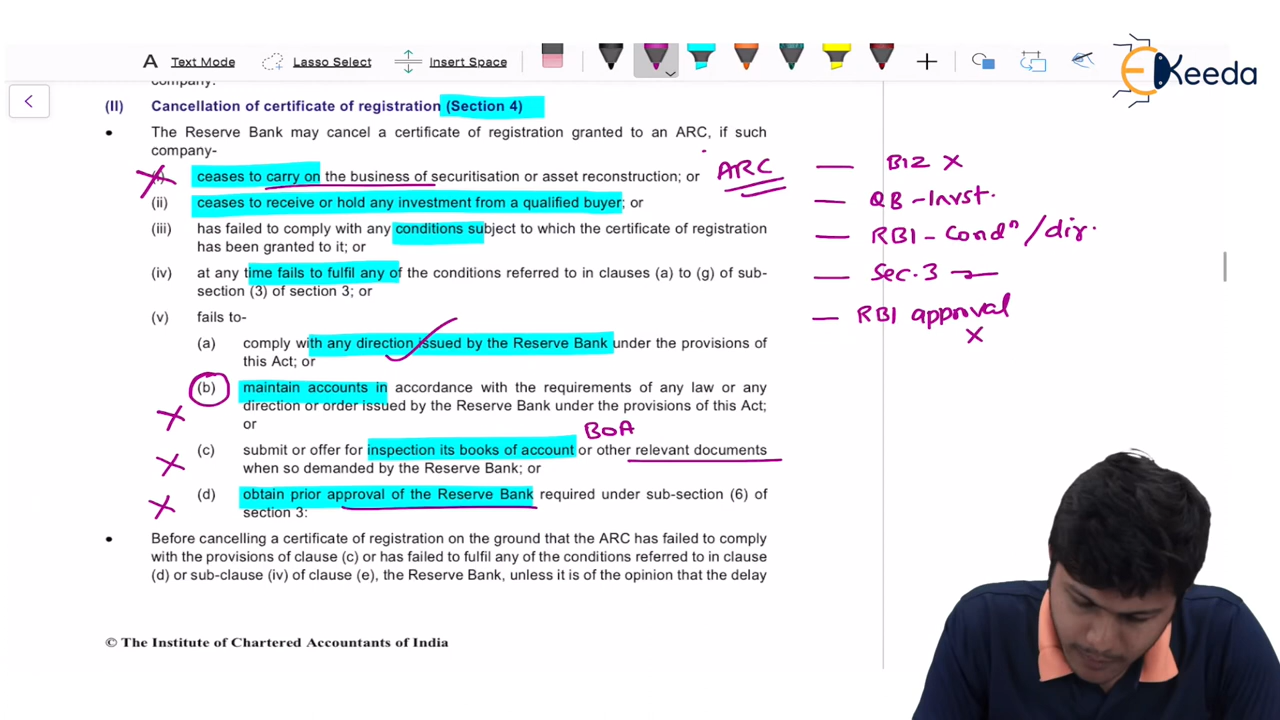 A Text Mode Lasso Select Insert Space
Keeda
company.
(II) Cancellation of certificate of registration (Section 4)
• The Reserve Bank may cancel a certificate of registration granted to an ARC, if such
company-
(i) ceases to carry on the business of securitisation or asset reconstruction; or
ARC — Biz X
(ii) ceases to receive or hold any investment from a qualified buyer; or
— QB - Invst.
(iii) has failed to comply with any conditions subject to which the certificate of registration
has been granted to it; or
— RBI - Condn / dir.
(iv) at any time fails to fulfil any of the conditions referred to in clauses (a) to (g) of sub-
section (3) of section 3; or
— Sec. 3
(v) fails to-
— RBI approval
X
(a) comply with any direction issued by the Reserve Bank under the provisions of
this Act; or
(b) maintain accounts in accordance with the requirements of any law or any
direction or order issued by the Reserve Bank under the provisions of this Act;
or
BOA
(c) submit or offer for inspection its books of account or other relevant documents
when so demanded by the Reserve Bank; or
(d) obtain prior approval of the Reserve Bank required under sub-section (6) of
section 3:
• Before cancelling a certificate of registration on the ground that the ARC has failed to comply
with the provisions of clause (c) or has failed to fulfil any of the conditions referred to in clause
(d) or sub-clause (iv) of clause (e), the Reserve Bank, unless it is of the opinion that the delay
© The Institute of Chartered Accountants of India